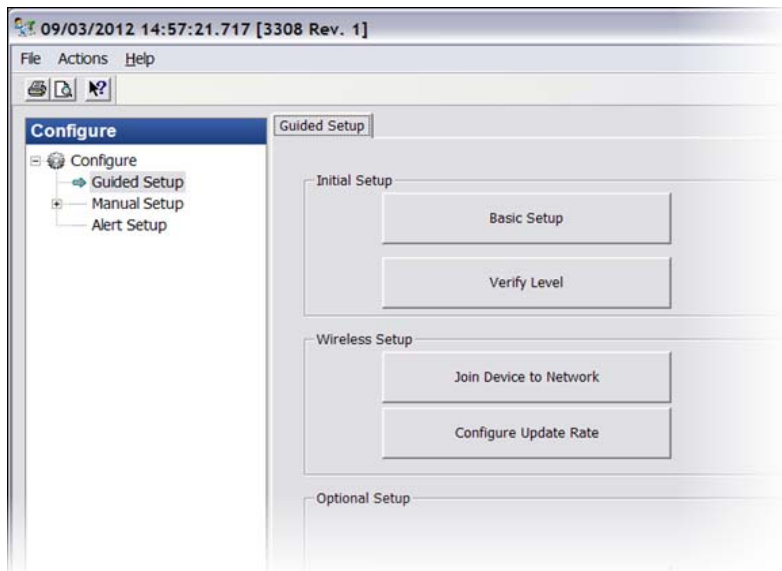 09/03/2012 14:57:21.717 [3308 Rev. 1]
File Actions Help
Configure
Configure
Guided Setup
Manual Setup
Alert Setup
Guided Setup
Initial Setup
Basic Setup
Verify Level
Wireless Setup
Join Device to Network
Configure Update Rate
Optional Setup